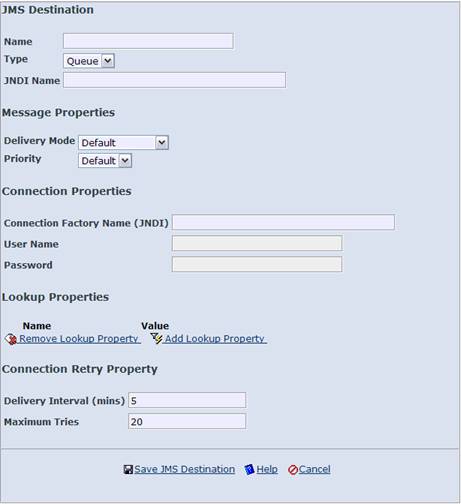 JMS Destination
Name
Type Queue
JNDI Name
Message Properties
Delivery Mode Default
Priority Default
Connection Properties
Connection Factory Name (JNDI)
User Name
Password
Lookup Properties
Name Value
Remove Lookup Property Add Lookup Property
Connection Retry Property
Delivery Interval (mins) 5
Maximum Tries 20
Save JMS Destination Help Cancel